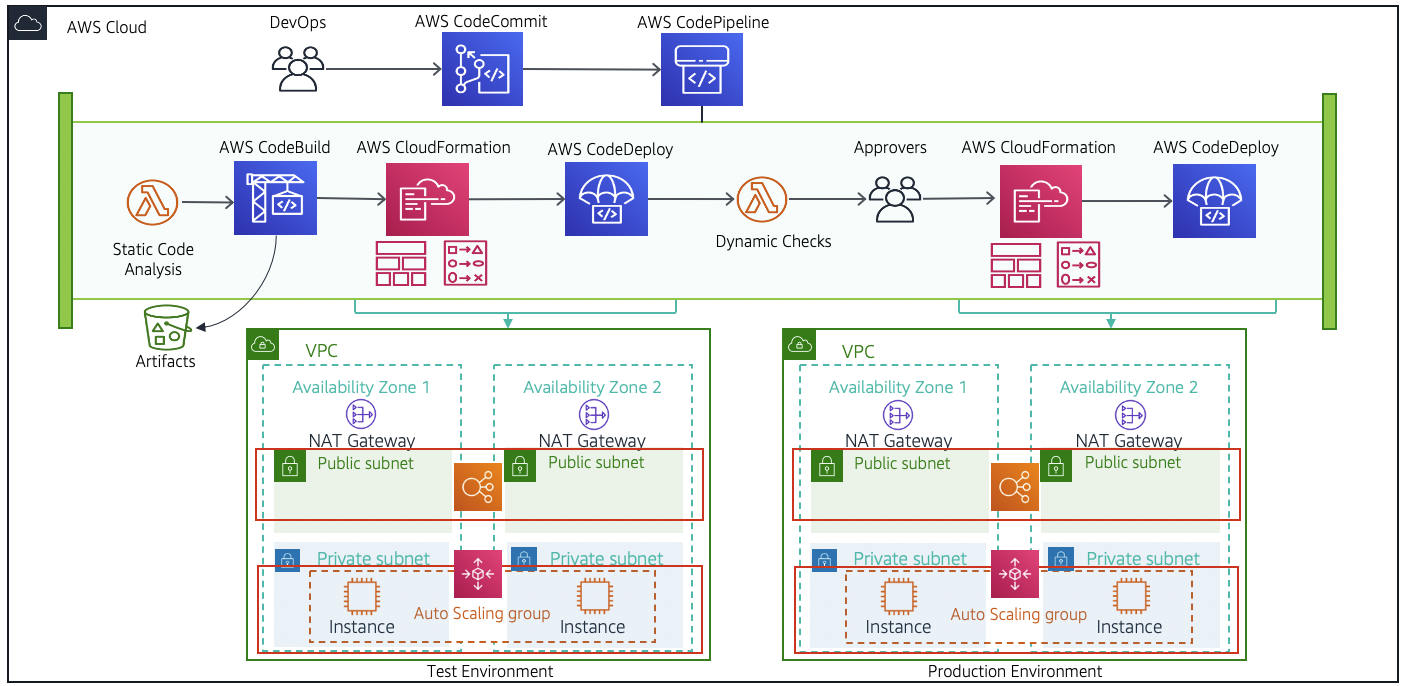 AWS Cloud
DevOps
AWS CodeCommit
AWS CodePipeline
AWS CodeBuild
AWS CloudFormation
AWS CodeDeploy
Approvers
AWS CloudFormation
AWS CodeDeploy
Static Code
Analysis
Dynamic Checks
Artifacts
VPC
Availability Zone 1
Availability Zone 2
NAT Gateway
NAT Gateway
Public subnet
Public subnet
Private subnet
Private subnet
Auto Scaling group
Instance
Instance
Test Environment
VPC
Availability Zone 1
Availability Zone 2
NAT Gateway
NAT Gateway
Public subnet
Public subnet
Private subnet
Private subnet
Auto Scaling group
Instance
Instance
Production Environment